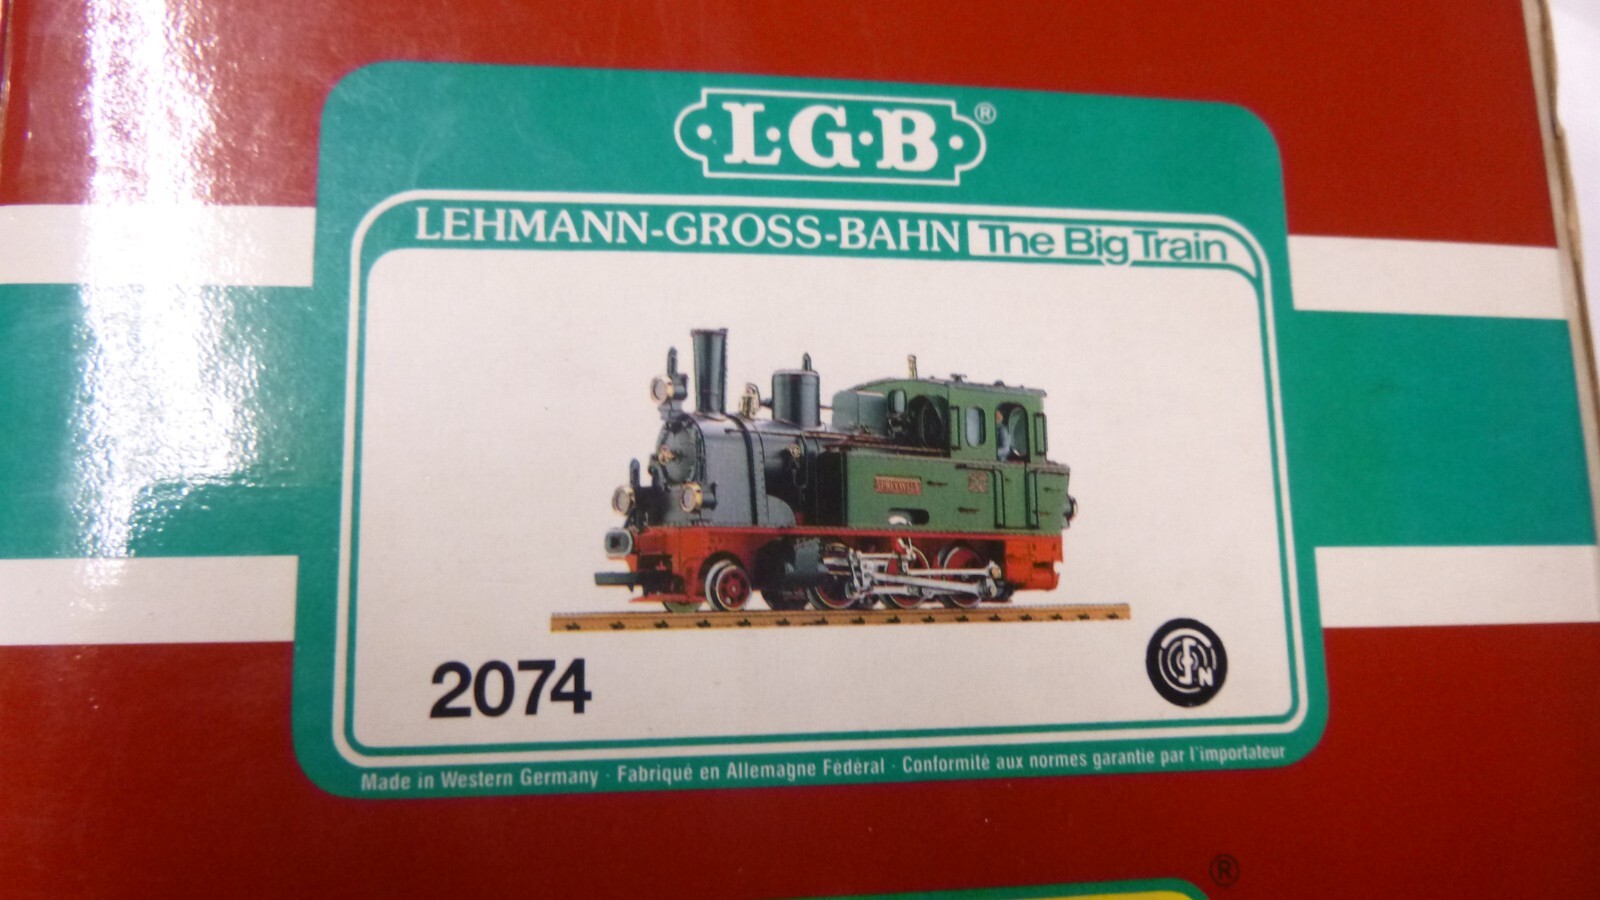 L·G·B ®
LEHMANN-GROSS-BAHN The Big Train
2074
Made in Western Germany · Fabriqué en Allemagne Fédéral · Conformité aux normes garantie par l'importateur
®